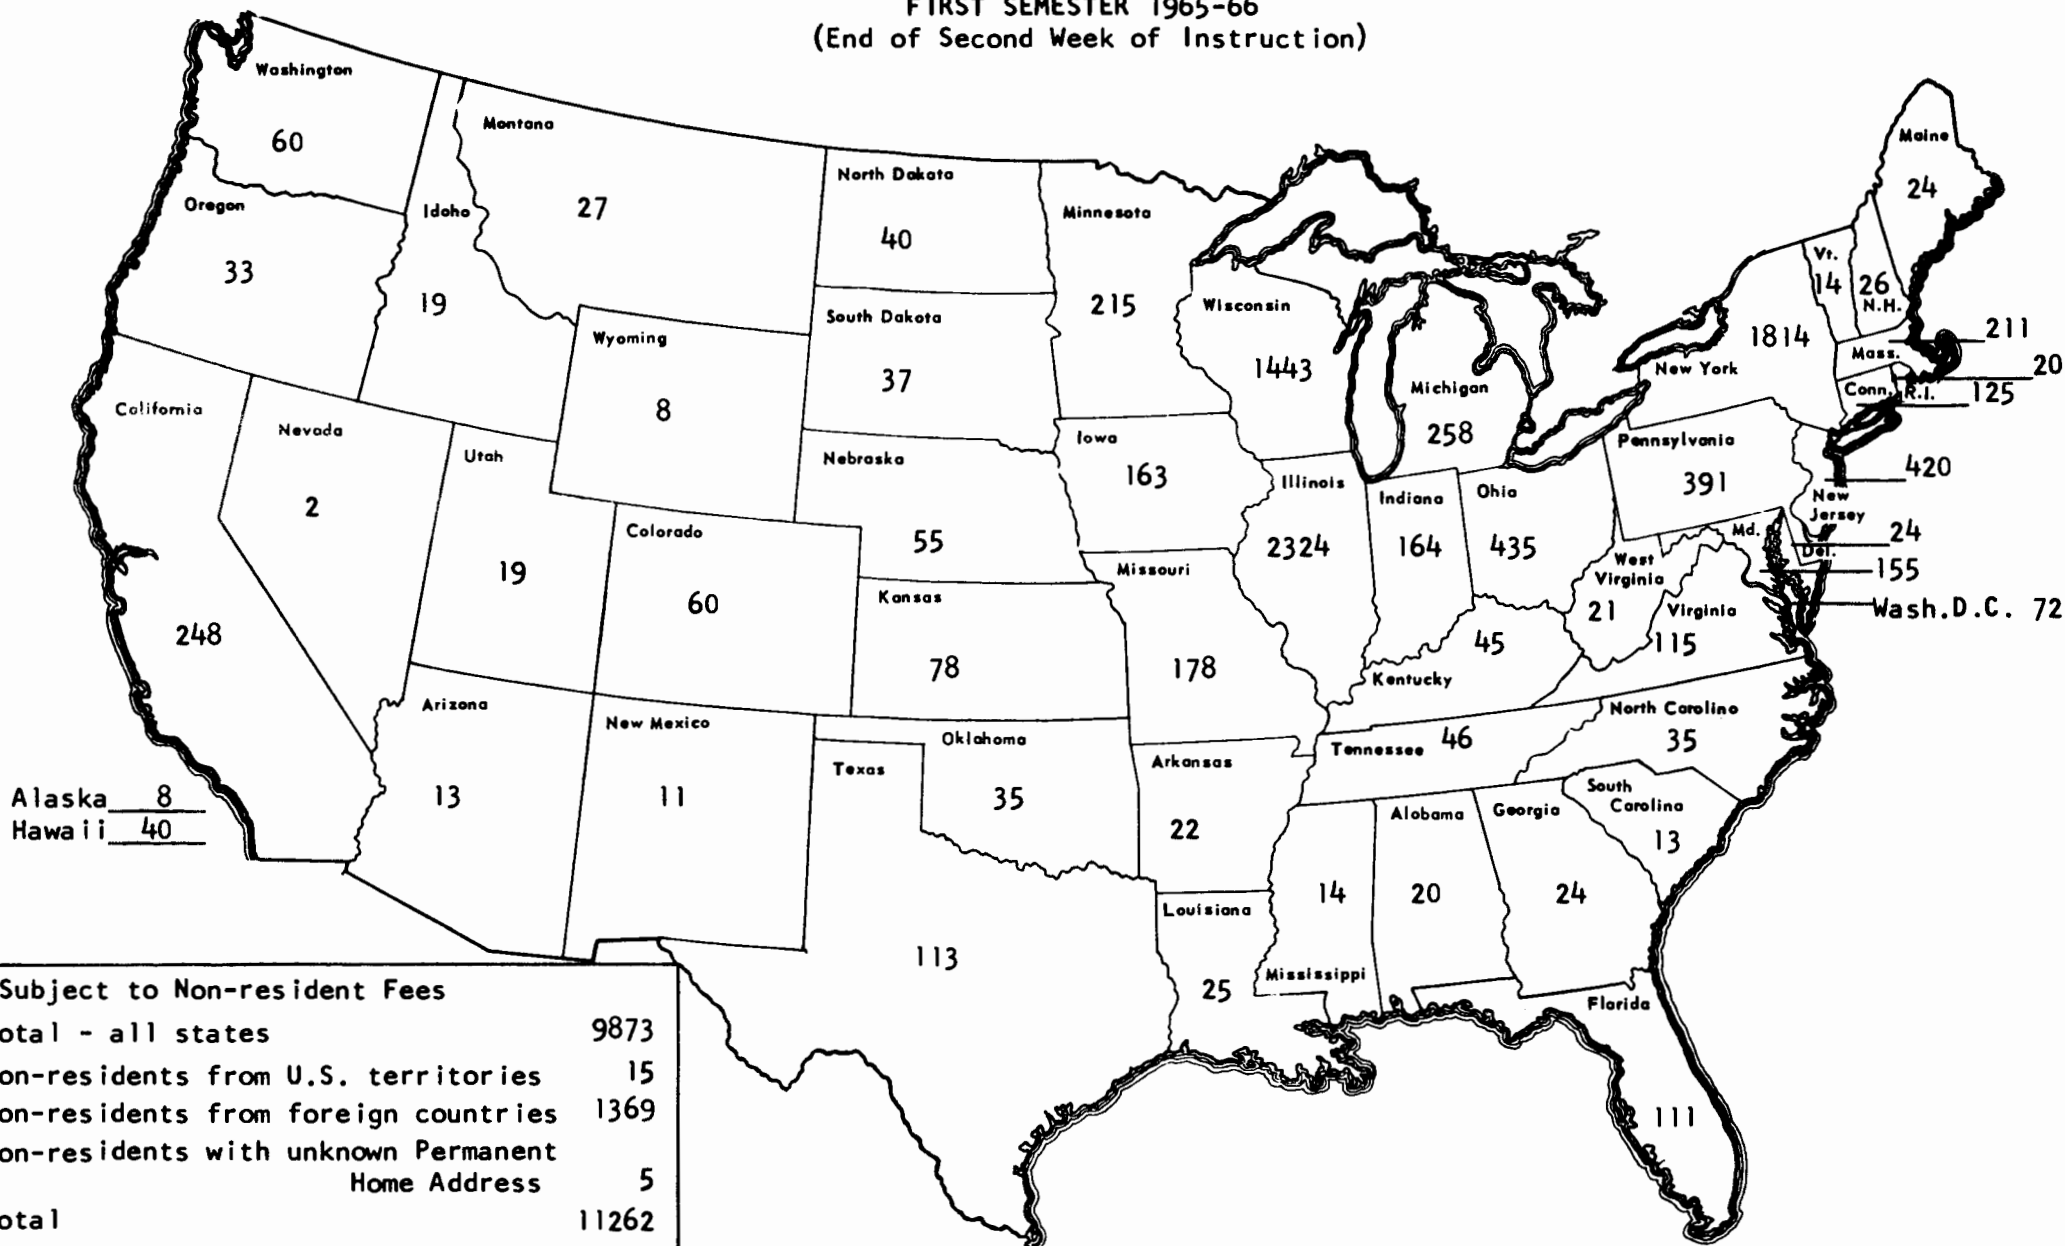 FIRST SEMESTER 1965-66
(End of Second Week of Instruction)
Washington
60
Oregon
33
California
248
Idoho
19
Nevada
2
Montana
27
Wyoming
8
Utah
19
Colorado
60
Arizona
13
New Mexico
11
North Dakota
40
South Dakota
37
Nebraska
55
Kansas
78
Oklahoma
35
Texas
113
Minnesota
215
Iowa
163
Missouri
178
Arkansas
22
Louisiana
25
Wisconsin
1443
Illinois
2324
Michigan
258
Indiana
164
Ohia
435
Kentucky
45
Tennessee
46
Mississippi
14
Alobama
20
Georgia
24
Florida
111
South
Carolina
13
North Carolino
35
Virginia
115
West
Virginia
21
Pennsylvania
391
New York
1814
Maine
24
Vt.
14
26
N.H.
Mass.
211
R.I.
20
Conn.
125
New
Jersey
420
Del.
24
Md.
155
Wash.D.C. 72
Alaska 8
Hawaii 40
Subject to Non-resident Fees
otal - all states 9873
on-residents from U.S. territories 15
on-residents from foreign countries 1369
on-residents with unknown Permanent
Home Address 5
otal 11262